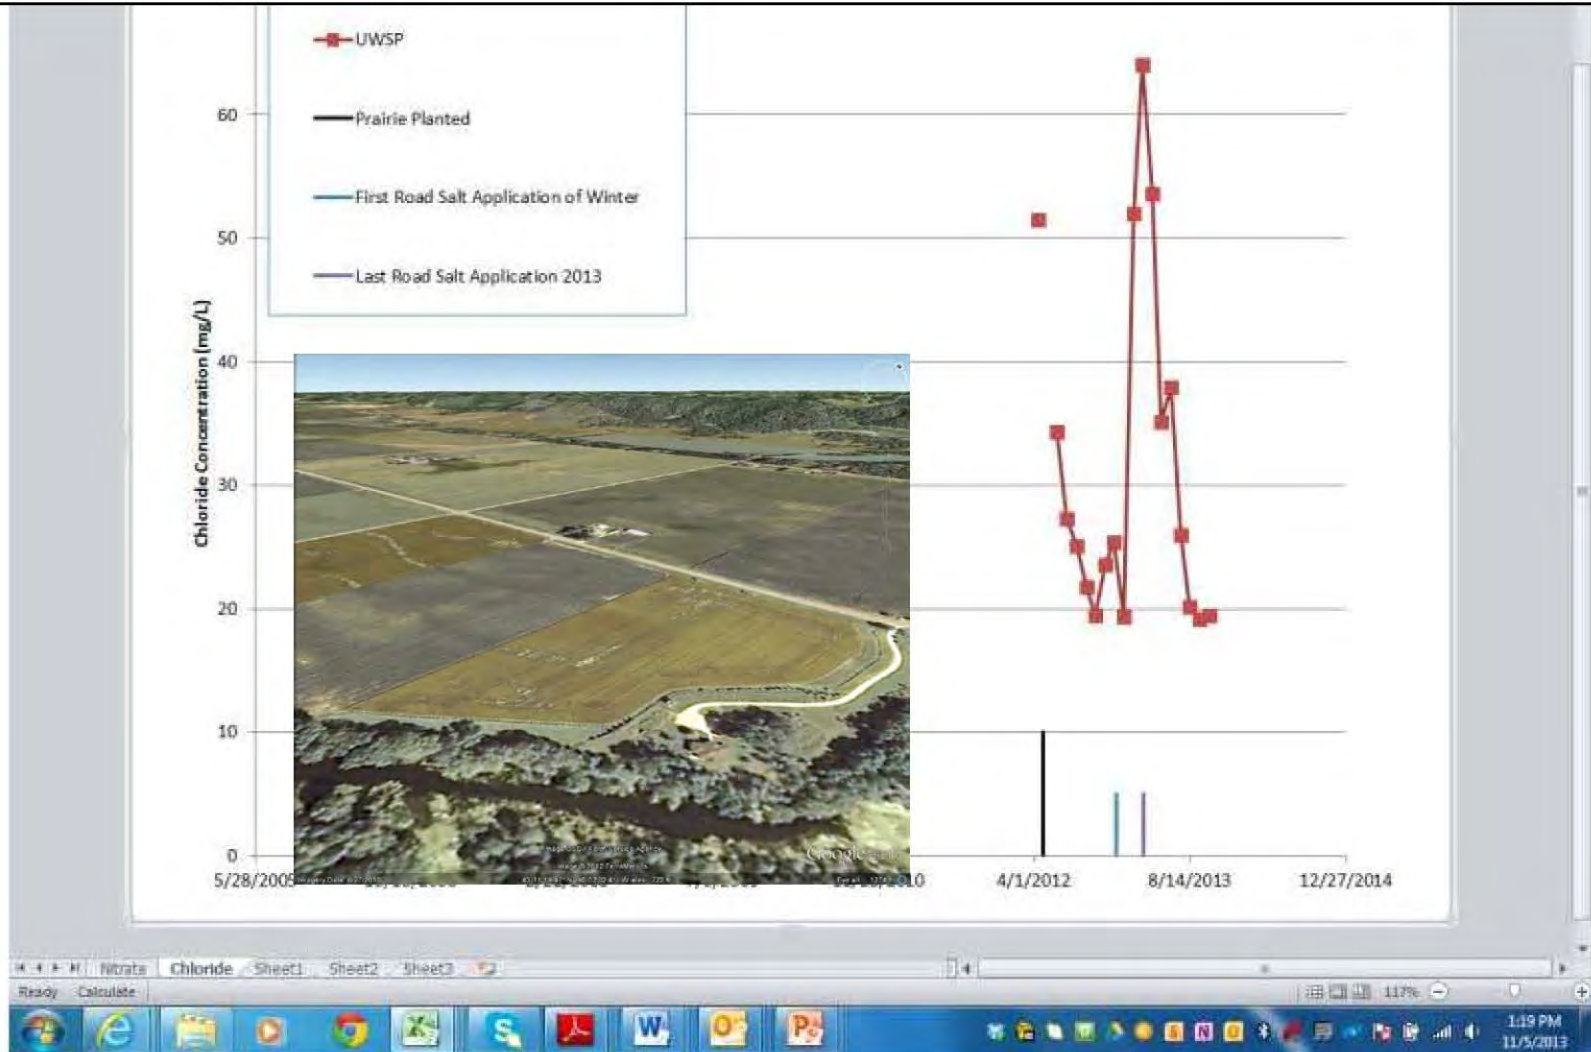 UWSP
60
Prairie Planted
First Road Salt Application of Winter
50
Last Road Salt Application 2013
Chloride Concentration (mg/L)
40
30
20
10
0
5/28/2005
4/1/2012
8/14/2013
12/27/2014
Nitrate Chloride Sheet1 Sheet2 Sheet3
Ready Calculate
117%
1:19 PM
11/5/2013